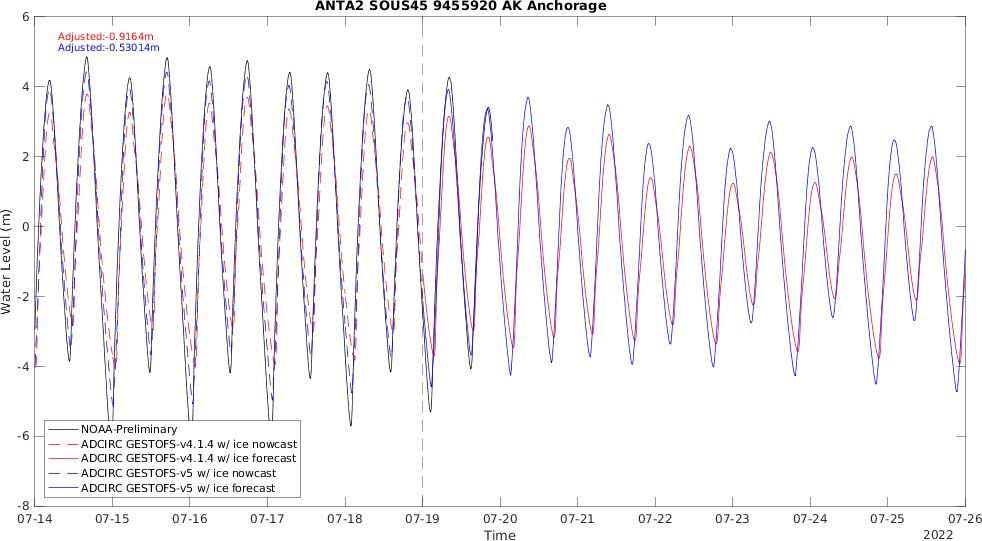 ANTA2 SOUS45 9455920 AK Anchorage
Adjusted:-0.9164m
Adjusted:-0.53014m
6
4
2
0
-2
-4
-6
-8
Water Level (m)
NOAA-Preliminary
ADCIRC GESTOFS-v4.1.4 w/ ice nowcast
ADCIRC GESTOFS-v4.1.4 w/ ice forecast
ADCIRC GESTOFS-v5 w/ ice nowcast
ADCIRC GESTOFS-v5 w/ ice forecast
07-14 07-15 07-16 07-17 07-18 07-19 07-20 07-21 07-22 07-23 07-24 07-25 07-26
Time
2022